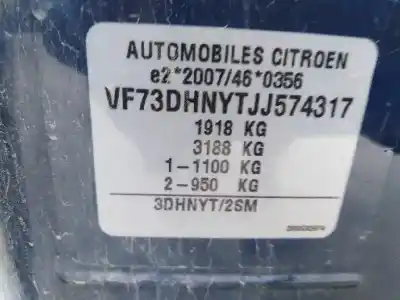 AUTOMOBILES CITROEN
e2*2007/46*0356
VF73DHNYTJJ574317
1918 KG
3188 KG
1-1100 KG
2-950 KG
3DHNYT/2SM